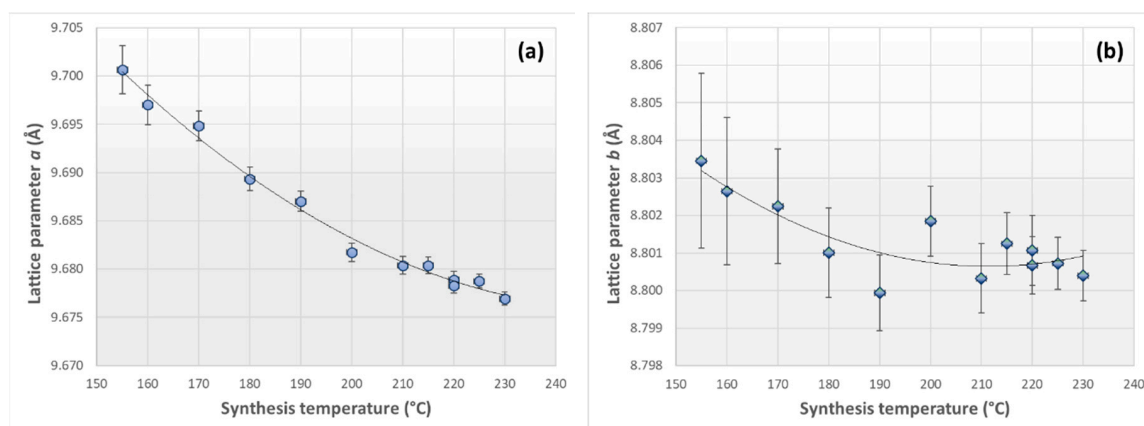 (a)
Lattice parameter a (Å)
9.705
9.700
9.695
9.690
9.685
9.680
9.675
9.670
150 160 170 180 190 200 210 220 230 240
Synthesis temperature (°C)
(b)
Lattice parameter b (Å)
8.807
8.806
8.805
8.804
8.803
8.802
8.801
8.800
8.799
8.798
150 160 170 180 190 200 210 220 230 240
Synthesis temperature (°C)